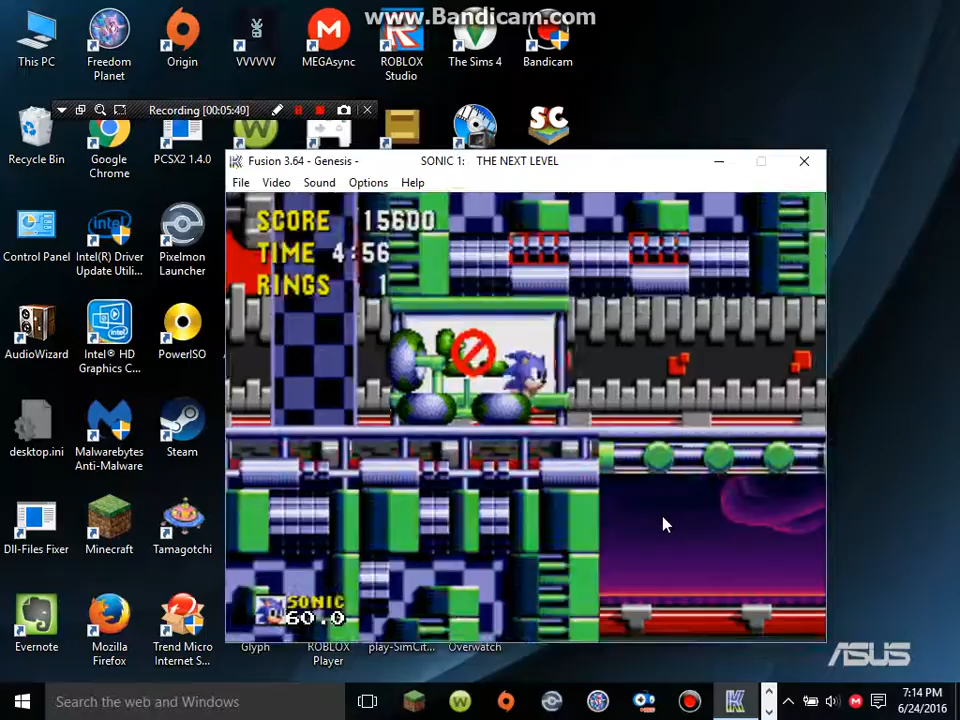 www.Bandicam.com
This PC
Freedom
Planet
Origin
VVVVVV
MEGAsync
ROBLOX
Studio
The Sims 4
Bandicam
Recording [00:05:49]
Recycle Bin
Google
Chrome
PCSX2 1.4.0
SC
Fusion 3.64 - Genesis -
SONIC 1: THE NEXT LEVEL
File
Video
Sound
Options
Help
SCORE 15600
TIME 4:56
RINGS 1
Control Panel
Intel(R) Driver
Update Utili...
Pixelmon
Launcher
AudioWizard
Intel® HD
Graphics C...
PowerISO
desktop.ini
Malwarebytes
Anti-Malware
Steam
Dll-Files Fixer
Minecraft
Tamagotchi
SONIC
60.0
Evernote
Mozilla
Firefox
Trend Micro
Internet S...
Glyph
ROBLOX
Player
play-SimCit...
Overwatch
ASUS
Search the web and Windows
7:14 PM
6/24/2016